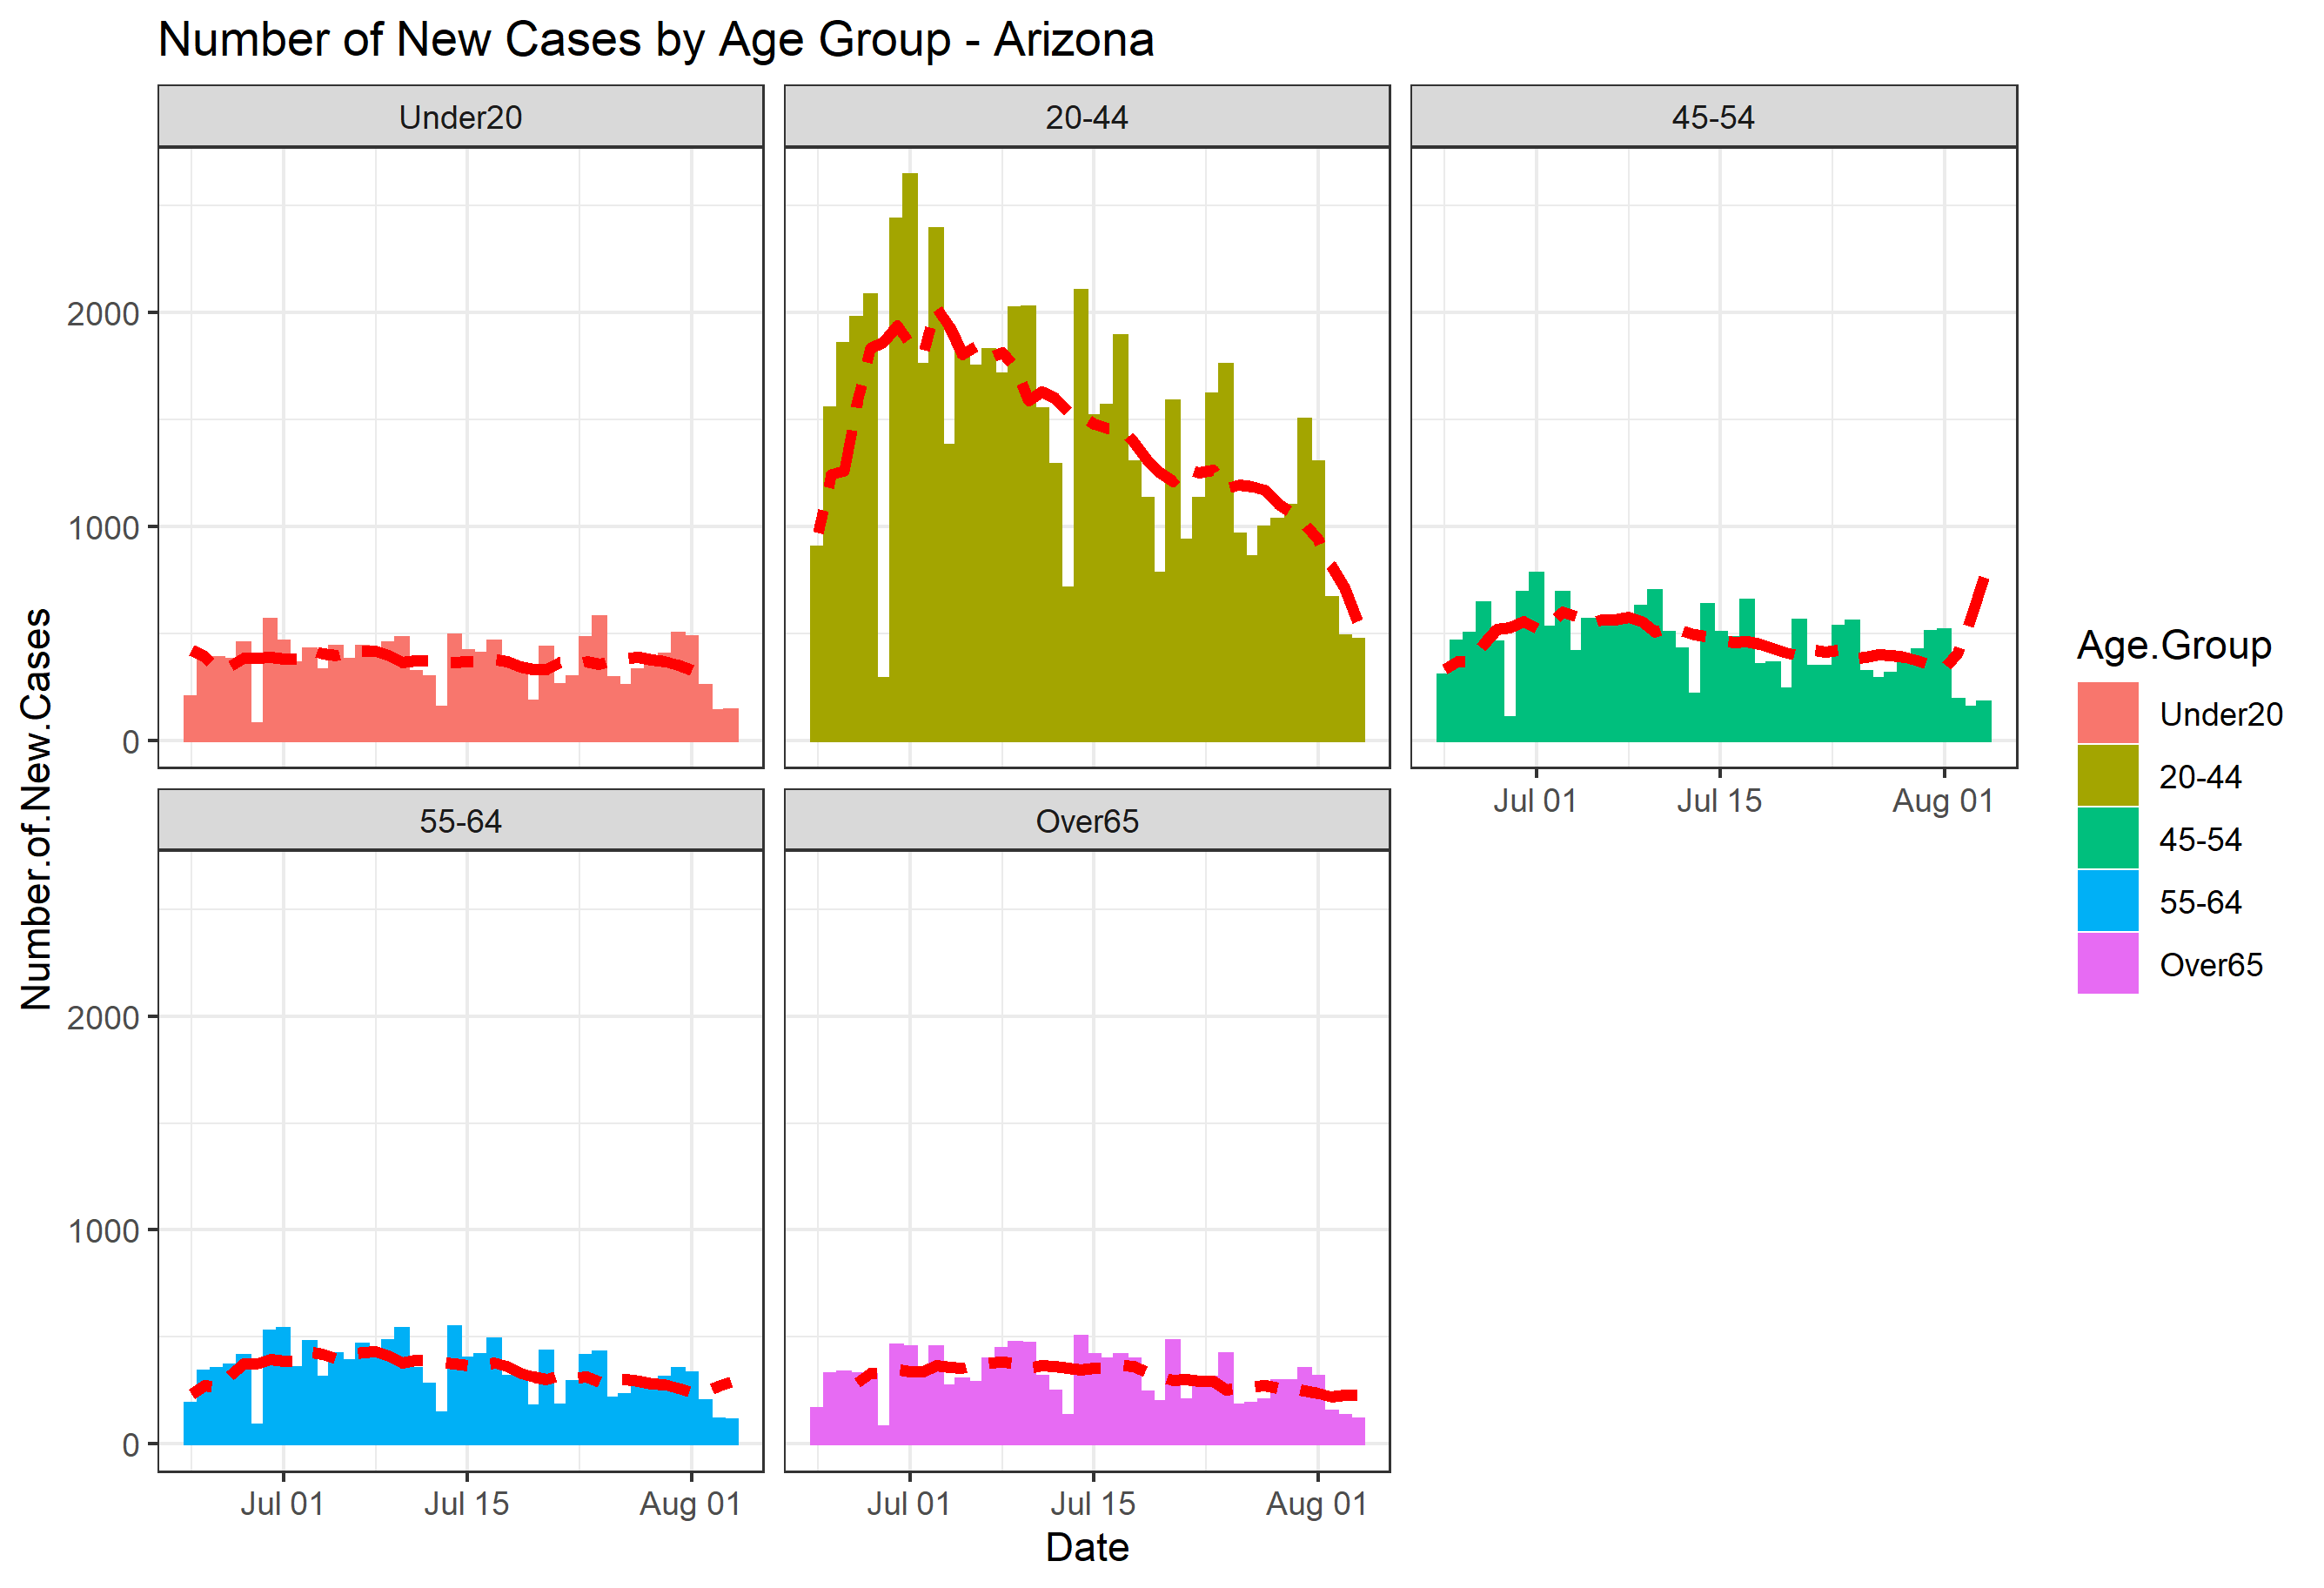 Number of New Cases by Age Group - Arizona
Under20
20-44
45-54
2000
1000
0
Jul 01
Jul 15
Aug 01
55-64
Over65
2000
1000
0
Jul 01
Jul 15
Aug 01
Jul 01
Jul 15
Aug 01
Date
Number.of.New.Cases
Age.Group
Under20
20-44
45-54
55-64
Over65